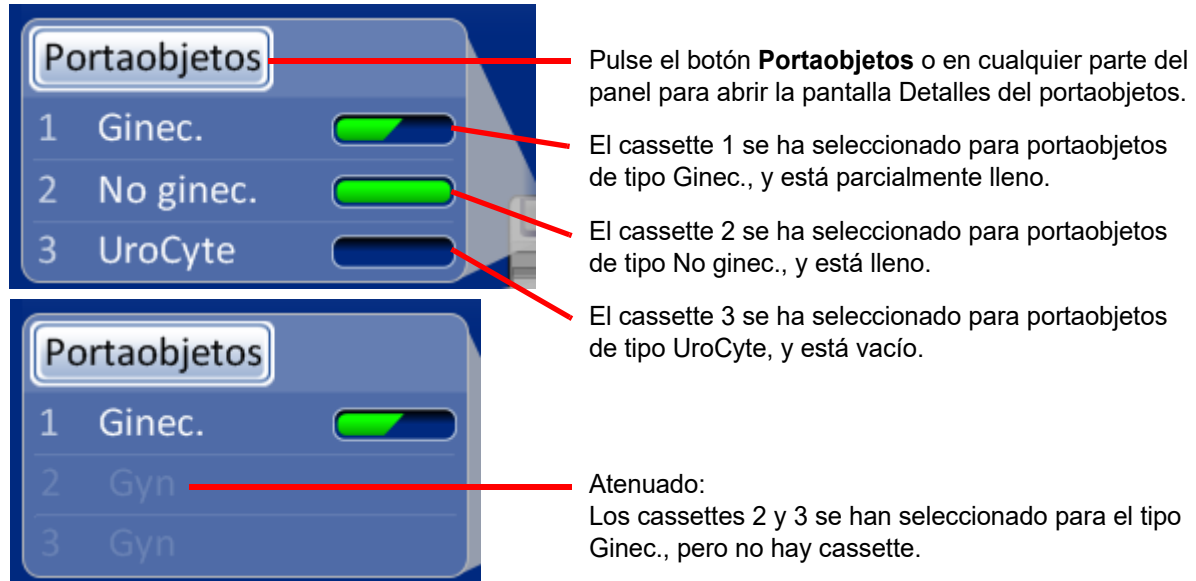 Portaobjetos
1 Ginec.
2 No ginec.
3 UroCyte
Pulse el botón Portaobjetos o en cualquier parte del
panel para abrir la pantalla Detalles del portaobjetos.
El cassette 1 se ha seleccionado para portaobjetos
de tipo Ginec., y está parcialmente lleno.
El cassette 2 se ha seleccionado para portaobjetos
de tipo No ginec., y está lleno.
El cassette 3 se ha seleccionado para portaobjetos
de tipo UroCyte, y está vacío.
Portaobjetos
1 Ginec.
2 Gyn
3 Gyn
Atenuado:
Los cassettes 2 y 3 se han seleccionado para el tipo
Ginec., pero no hay cassette.